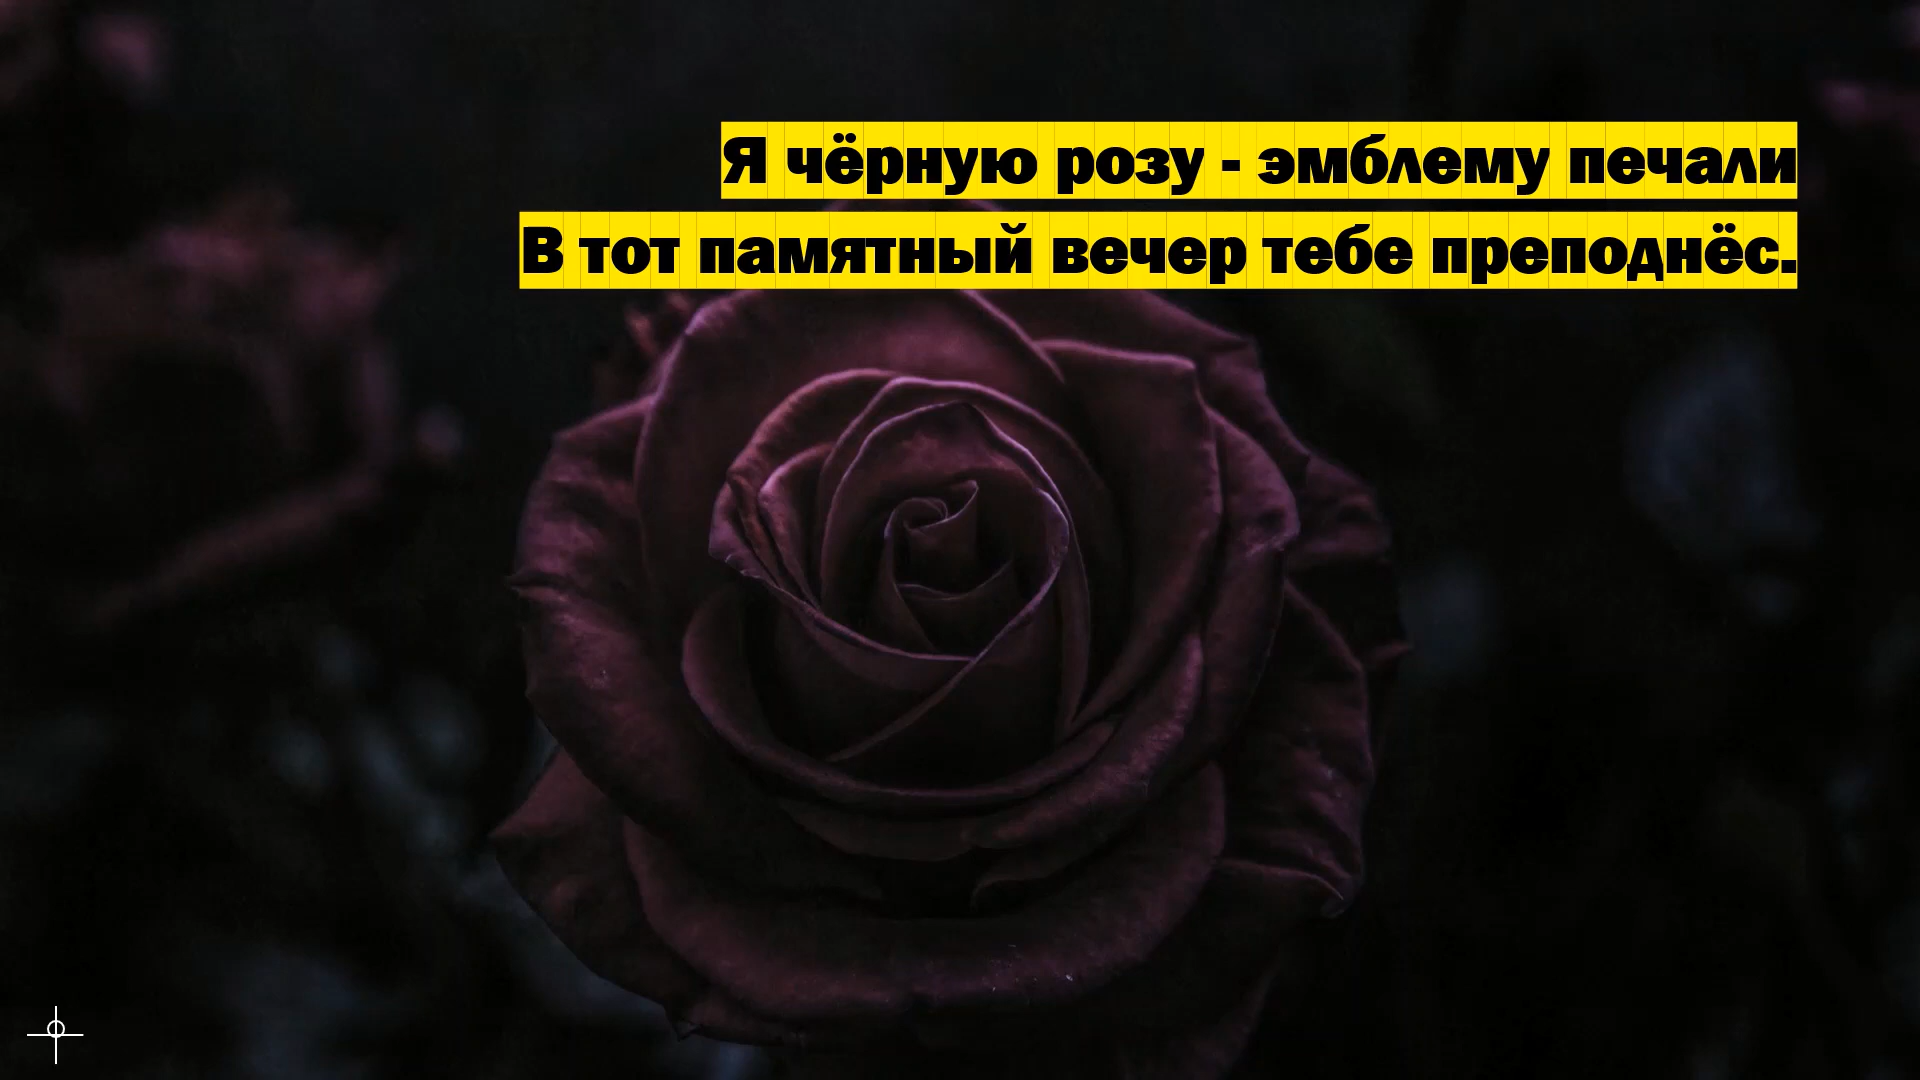 Я чёрную розу - эмблему печали
В тот памятный вечер тебе преподнёс.